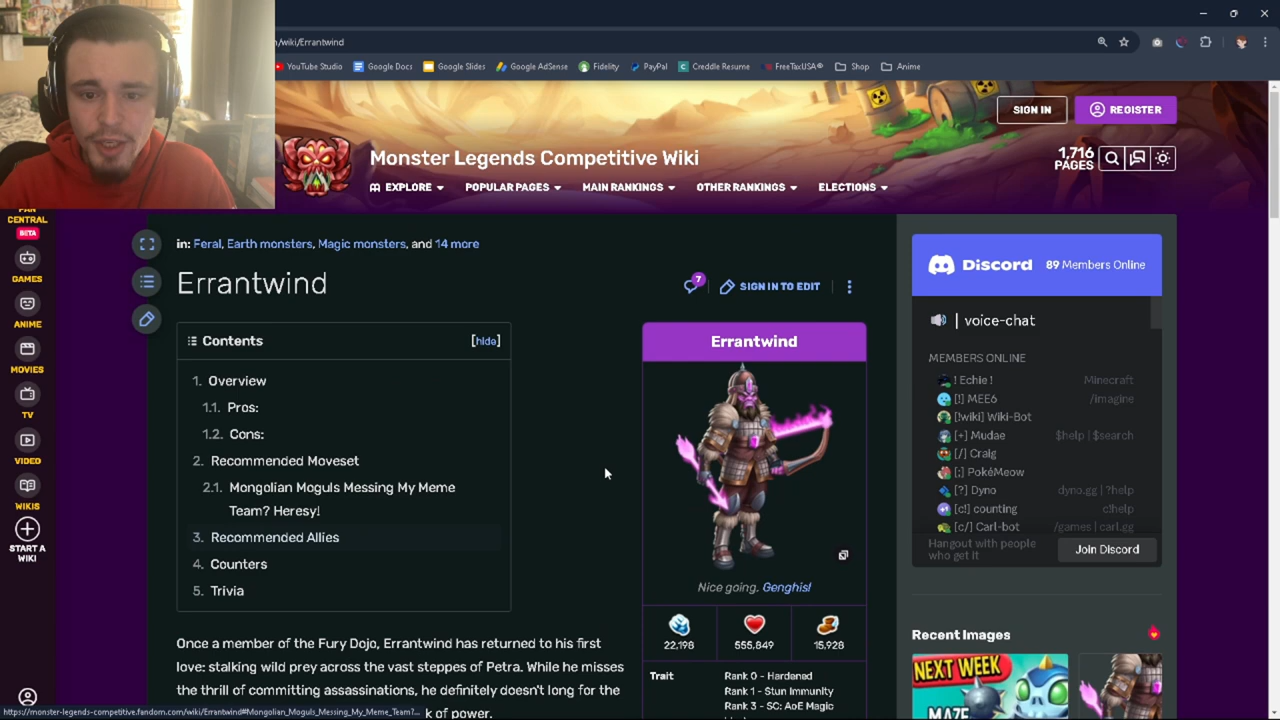 n/wiki/Errantwind
YouTube Studio
Google Docs
Google Slides
Google AdSense
Fidelity
PayPal
Creddle Resume
FreeTaxUSA®
Shop
Anime
SIGN IN
REGISTER
Monster Legends Competitive Wiki
1,716
PAGES
EXPLORE
POPULAR PAGES
MAIN RANKINGS
OTHER RANKINGS
ELECTIONS
FAN
CENTRAL
BETA
GAMES
ANIME
MOVIES
TV
VIDEO
WIKIS
START A
WIKI
in: Feral, Earth monsters, Magic monsters, and 14 more
Errantwind
7
SIGN IN TO EDIT
Contents [hide]
1. Overview
1.1. Pros:
1.2. Cons:
2. Recommended Moveset
2.1. Mongolian Moguls Messing My Meme
Team? Heresy!
3. Recommended Allies
4. Counters
5. Trivia
Once a member of the Fury Dojo, Errantwind has returned to his first
love: stalking wild prey across the vast steppes of Petra. While he misses
the thrill of committing assassinations, he definitely doesn't long for the
k of power.
Errantwind
Nice going, Genghis!
22,198
555,849
15,928
Trait
Rank 0 - Hardened
Rank 1 - Stun Immunity
Rank 3 - SC: AoE Magic
Discord
89 Members Online
| voice-chat
MEMBERS ONLINE
! Echie ! Minecraft
[!] MEE6 /imagine
[!wiki] Wiki-Bot
[+] Mudae $help | $search
[/] Craig
[;] PokéMeow
[?] Dyno dyno.gg | ?help
[c!] counting c!help
[c/] Carl-bot /games | carl.gg
Hangout with people
who get it
Join Discord
Recent Images
NEXT WEEK
MAZE
https://monster-legends-competitive.fandom.com/wiki/Errantwind#Mongolian_Moguls_Messing_My_Meme_Team?...